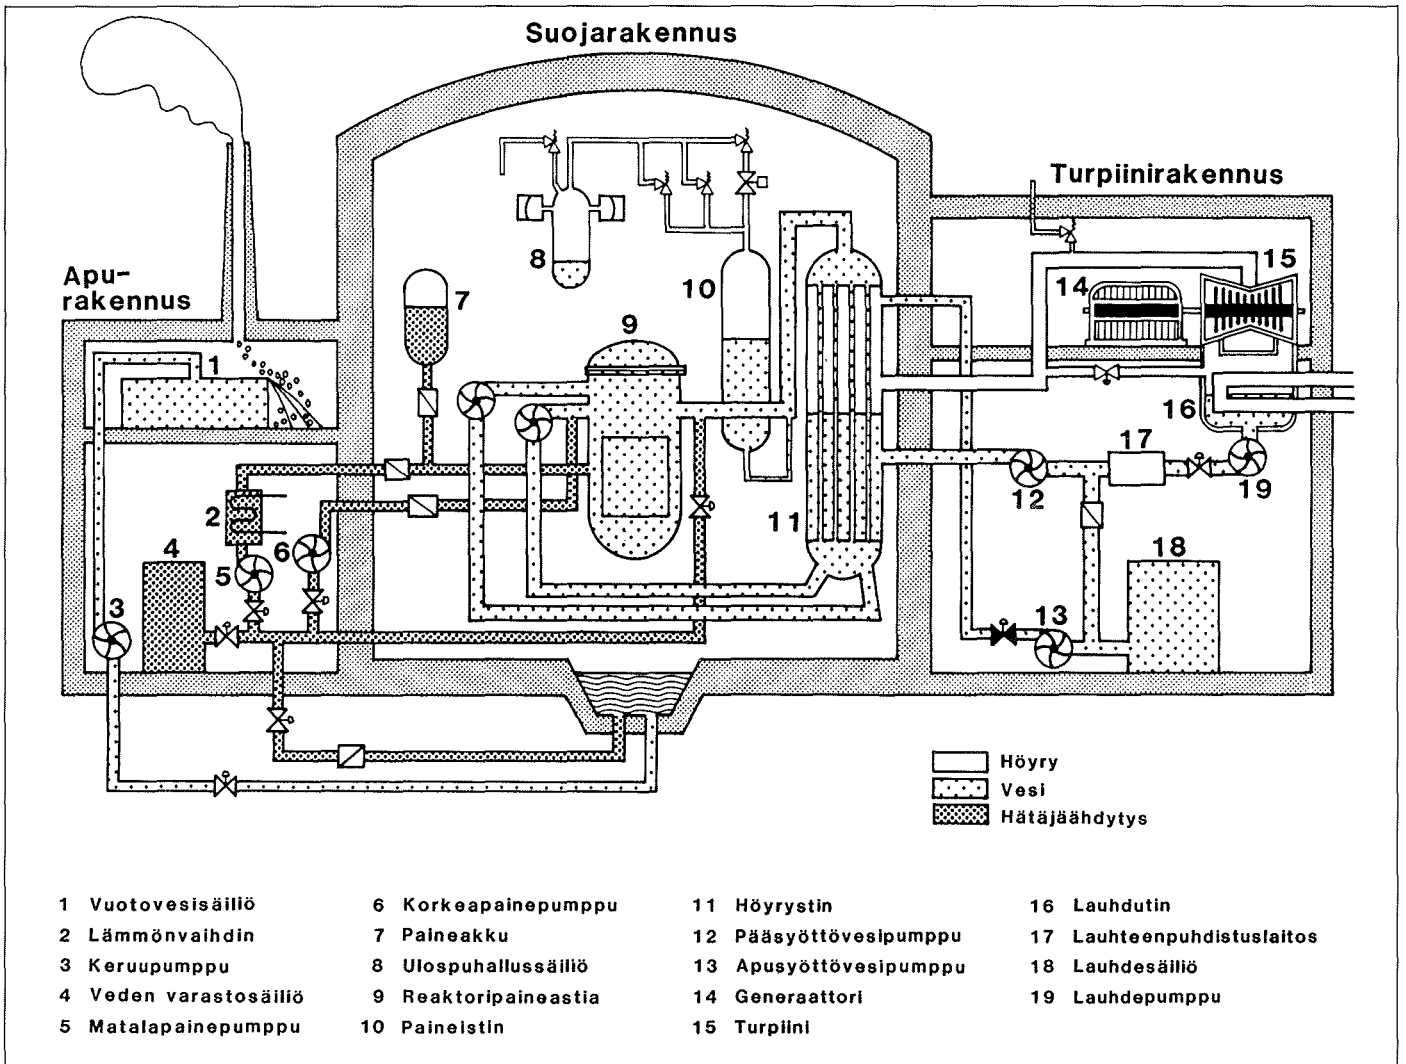 Suojarakennus
Turpiinirakennus
Apu-
rakennus
1
2
3
4
5
6
7
8
9
10
11
12
13
14
15
16
17
18
19
Höyry
Vesi
Hätäjäähdytys
1 Vuotovesisäiliö
2 Lämmönvaihdin
3 Keruupumppu
4 Veden varastosäiliö
5 Matalapainepumppu
6 Korkeapainepumppu
7 Paineakku
8 Ulospuhallussäiliö
9 Reaktoripaineastia
10 Paineistin
11 Höyrystin
12 Pääsyöttövesipumppu
13 Apusyöttövesipumppu
14 Generaattori
15 Turpiini
16 Lauhdutin
17 Lauhteenpuhdistuslaitos
18 Lauhdesäiliö
19 Lauhdepumppu